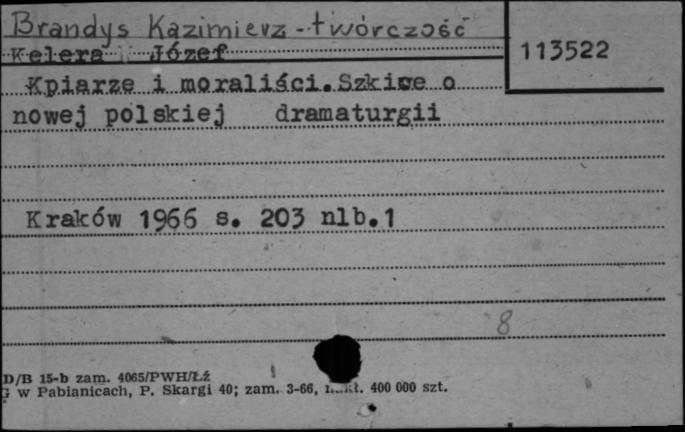 Brandys Kazimierz - twórczość
Kelera Józef
113522
Kpiarze i moraliści. Szkice o
nowej polskiej dramaturgii
Kraków 1966 s. 203 nlb.1
8
D/B 15-b zam. 4065/PWH/Łź
w Pabianicach, P. Skargi 40; zam. 3-66, 400 000 szt.